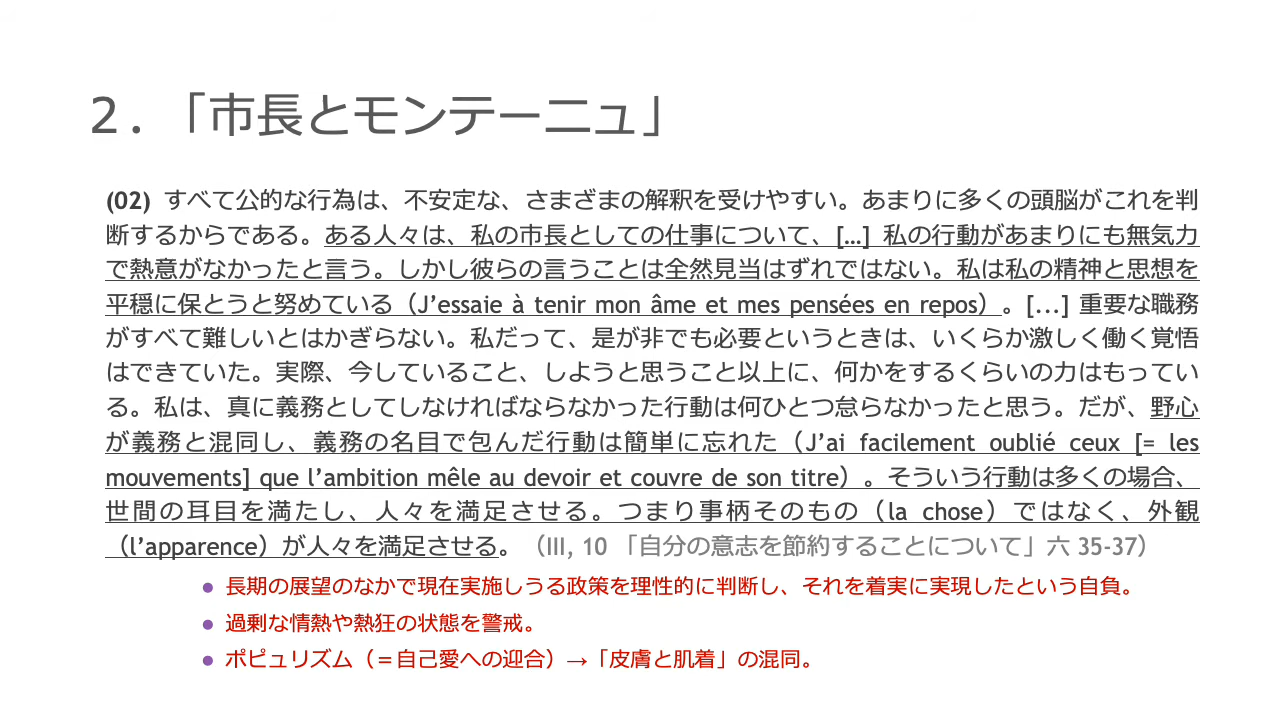 ２．「市長とモンテーニュ」
(02) すべて公的な行為は、不安定な、さまざまの解釈を受けやすい。あまりに多くの頭脳がこれを判
断するからである。ある人々は、私の市長としての仕事について、[…] 私の行動があまりにも無気力
で熱意がなかったと言う。しかし彼らの言うことは全然見当はずれではない。私は私の精神と思想を
平穏に保とうと努めている（J’essaie à tenir mon âme et mes pensées en repos）。[...] 重要な職務
がすべて難しいとはかぎらない。私だって、是が非でも必要というときは、いくらか激しく働く覚悟
はできていた。実際、今していること、しようと思うこと以上に、何かをするくらいの力はもってい
る。私は、真に義務としてしなければならなかった行動は何ひとつ怠らなかったと思う。だが、野心
が義務と混同し、義務の名目で包んだ行動は簡単に忘れた（J’ai facilement oublié ceux [= les
mouvements] que l’ambition mêle au devoir et couvre de son titre）。そういう行動は多くの場合、
世間の耳目を満たし、人々を満足させる。つまり事柄そのもの（la chose）ではなく、外観
（l’apparence）が人々を満足させる。（III, 10 「自分の意志を節約することについて」六 35-37）
● 長期の展望のなかで現在実施しうる政策を理性的に判断し、それを着実に実現したという自負。
● 過剰な情熱や熱狂の状態を警戒。
● ポピュリズム（＝自己愛への迎合）→「皮膚と肌着」の混同。